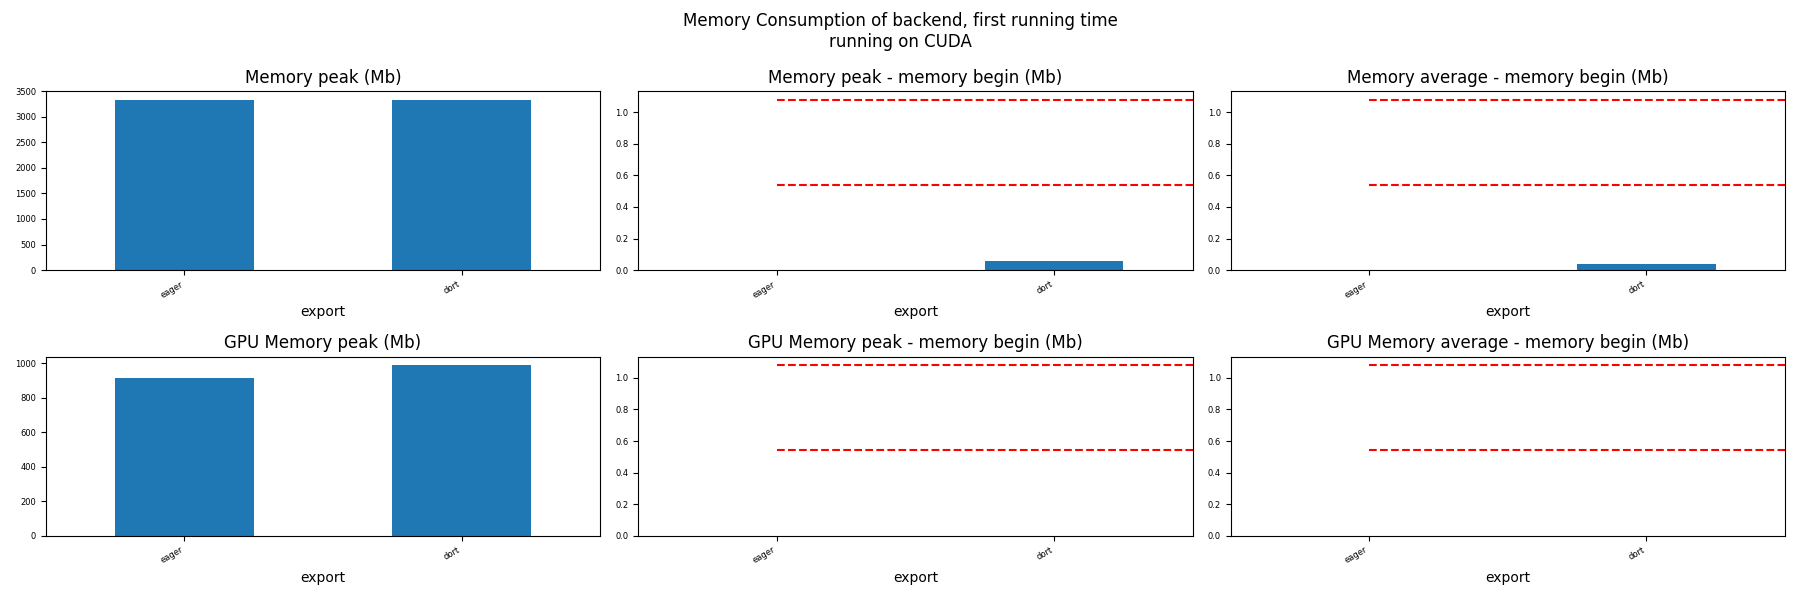 Memory Consumption of backend, first running time
running on CUDA
Memory peak (Mb)
3500
3000
2500
2000
1500
1000
500
0
eager
dort
export
Memory peak - memory begin (Mb)
1.0
0.8
0.6
0.4
0.2
0.0
eager
dort
export
Memory average - memory begin (Mb)
1.0
0.8
0.6
0.4
0.2
0.0
eager
dort
export
GPU Memory peak (Mb)
1000
800
600
400
200
0
eager
dort
export
GPU Memory peak - memory begin (Mb)
1.0
0.8
0.6
0.4
0.2
0.0
eager
dort
export
GPU Memory average - memory begin (Mb)
1.0
0.8
0.6
0.4
0.2
0.0
eager
dort
export